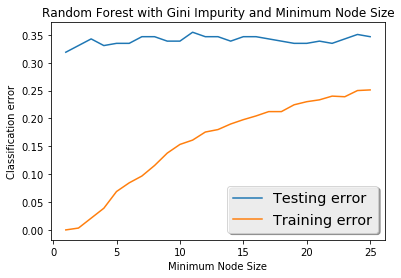 Random Forest with Gini Impurity and Minimum Node Size
0.35
0.30
0.25
0.20
0.15
0.10
0.05
0.00
Classification error
Testing error
Training error
0 5 10 15 20 25
Minimum Node Size